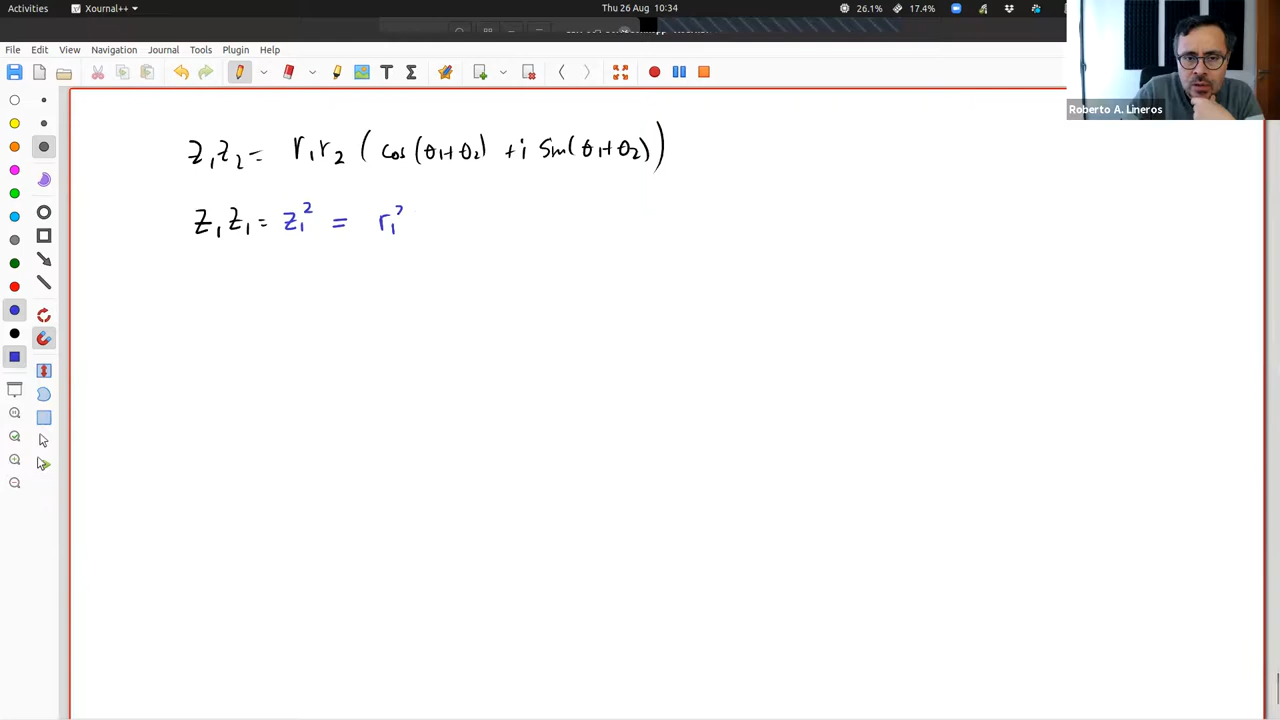 Activities Xournal++ Thu 26 Aug 10:34 26.1% 17.4%
File Edit View Navigation Journal Tools Plugin Help
Roberto A. Lineros
z₁z₂ = r₁r₂ ( cos(θ₁+θ₂) + i Sin(θ₁+θ₂) )
z₁z₁ = z₁² = r₁²